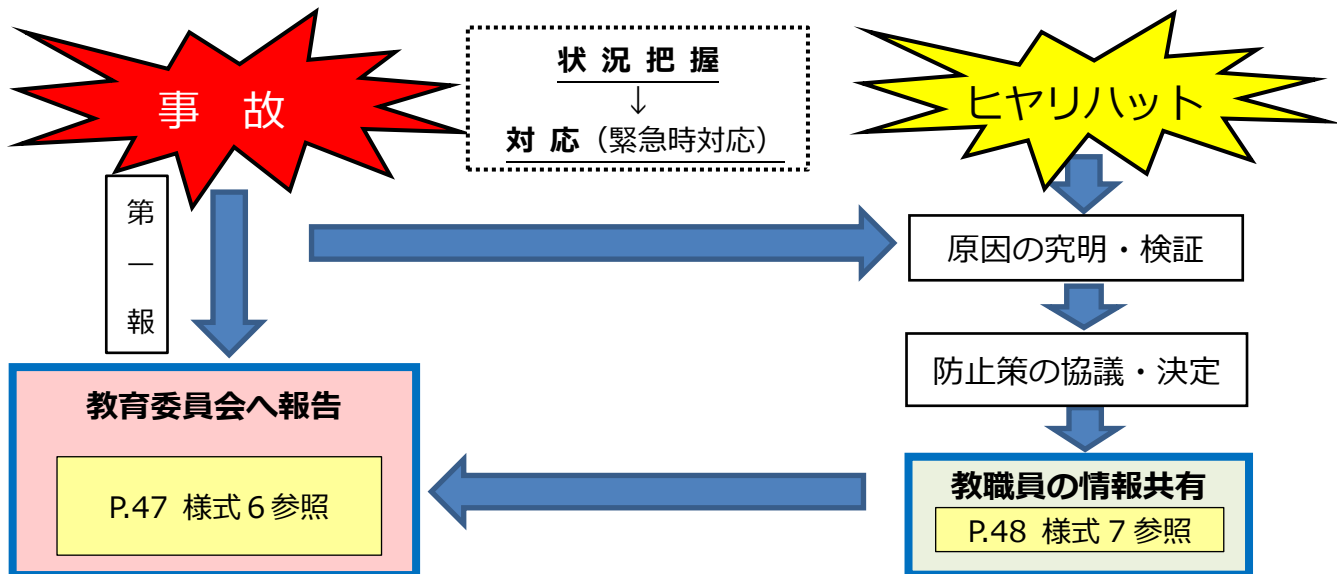 事 故
状 況 把 握
↓
対 応（緊急時対応）
ヒヤリハット
第一報
原因の究明・検証
防止策の協議・決定
教育委員会へ報告
P.47 様式６参照
教職員の情報共有
P.48 様式７参照